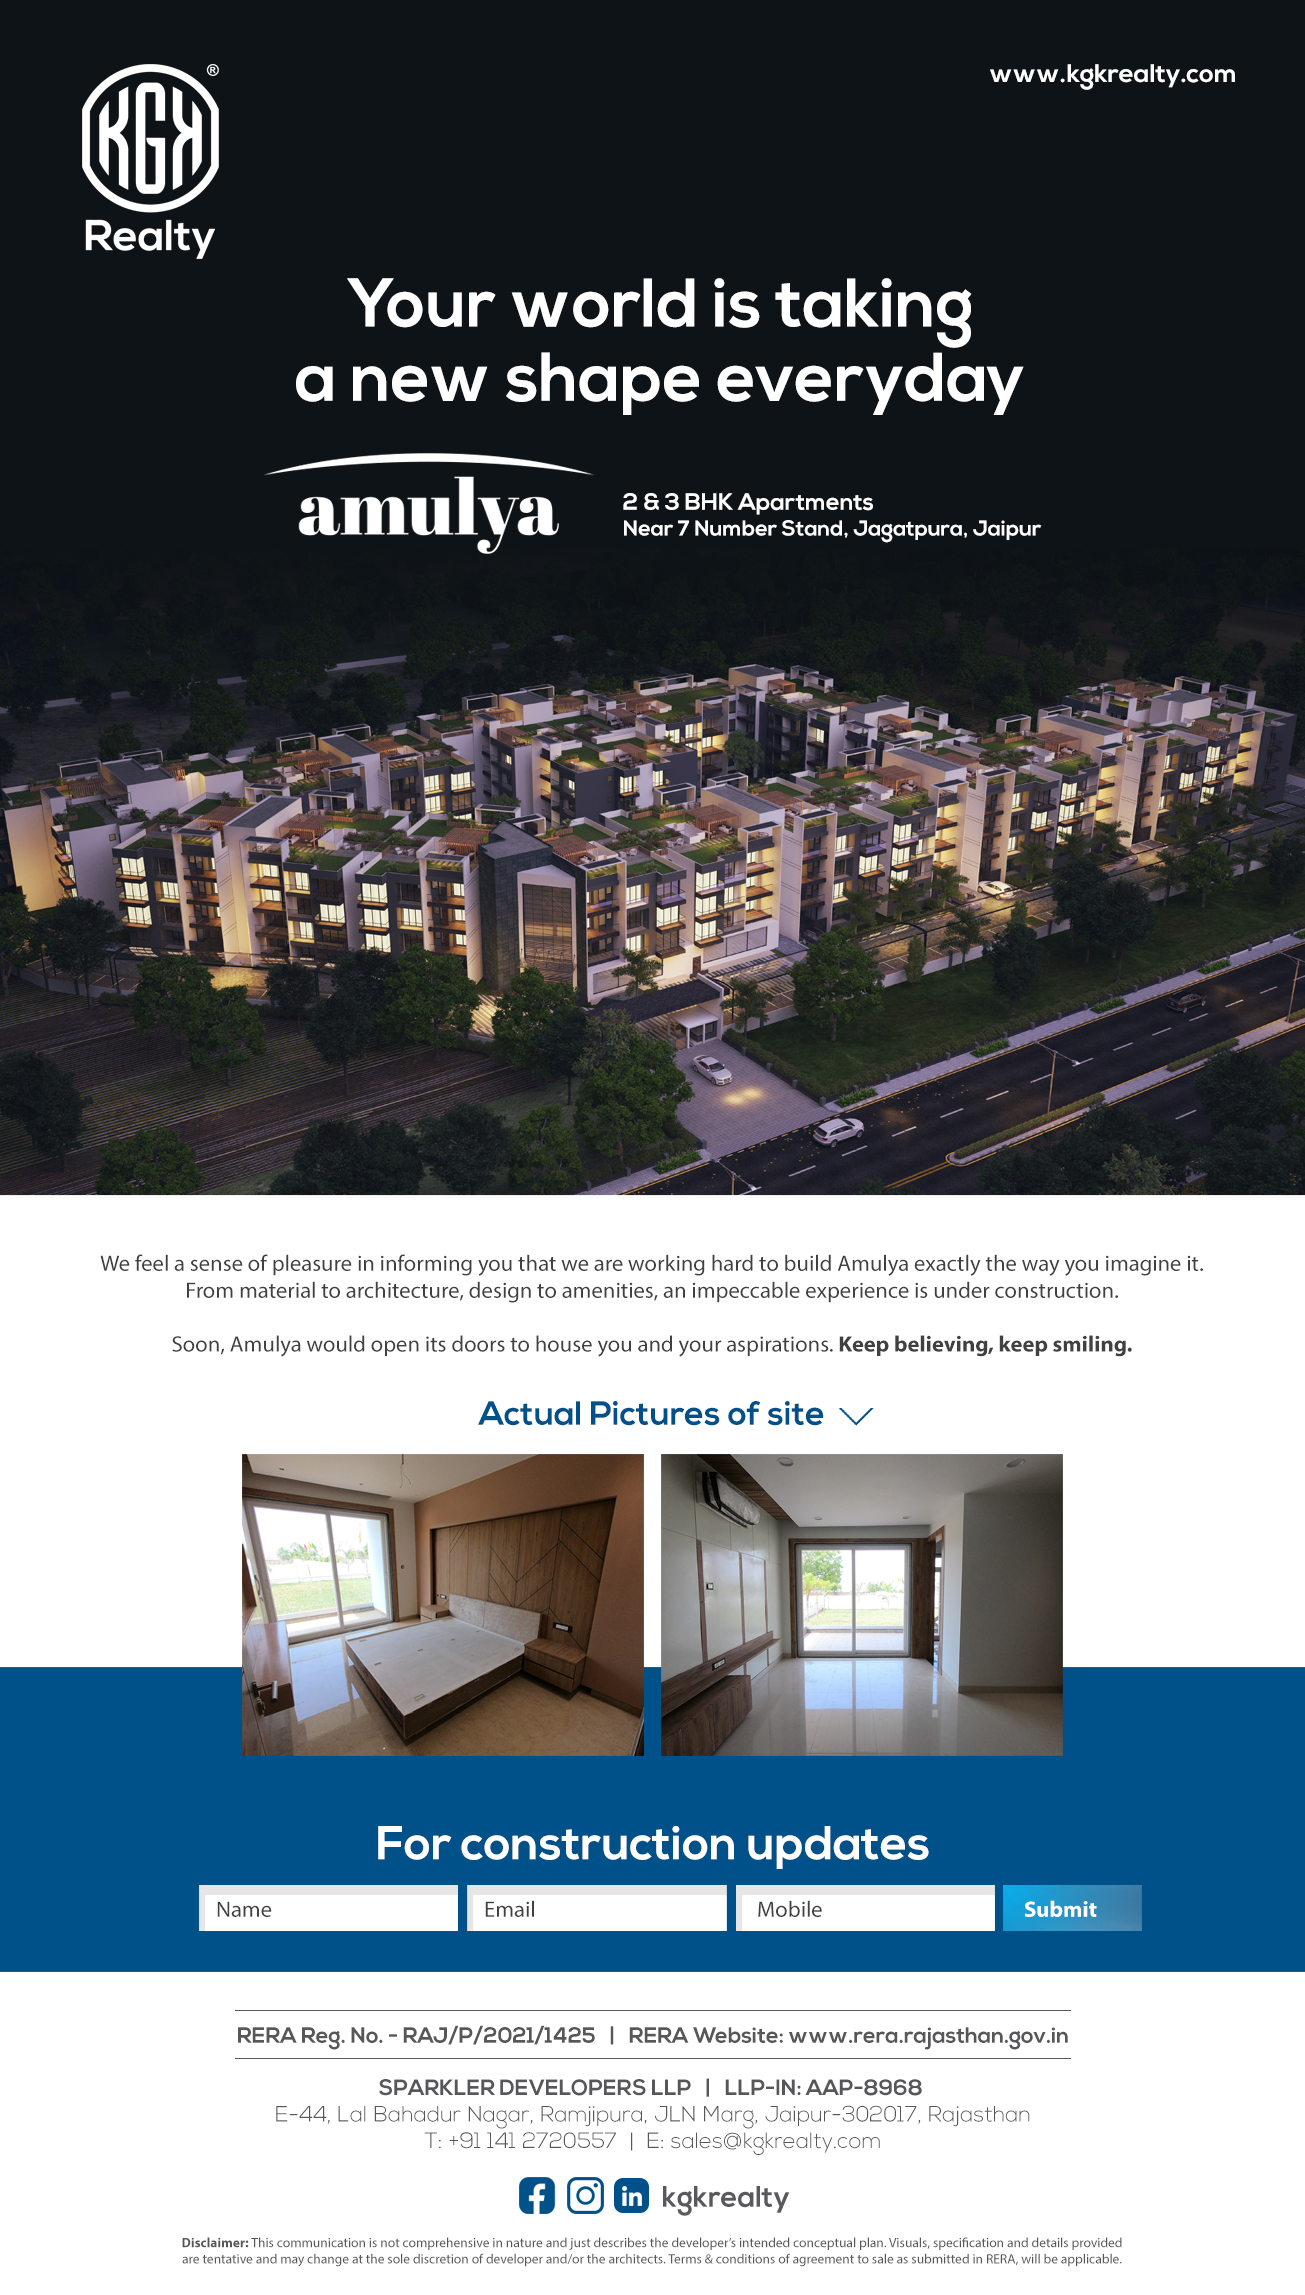 KGK
®
Realty
www.kgkrealty.com
Your world is taking
a new shape everyday
amulya
2 & 3 BHK Apartments
Near 7 Number Stand, Jagatpura, Jaipur
We feel a sense of pleasure in informing you that we are working hard to build Amulya exactly the way you imagine it.
From material to architecture, design to amenities, an impeccable experience is under construction.
Soon, Amulya would open its doors to house you and your aspirations. Keep believing, keep smiling.
Actual Pictures of site
For construction updates
Name
Email
Mobile
Submit
RERA Reg. No. - RAJ/P/2021/1425 | RERA Website: www.rera.rajasthan.gov.in
SPARKLER DEVELOPERS LLP | LLP-IN: AAP-8968
E-44, Lal Bahadur Nagar, Ramjipura, JLN Marg, Jaipur-302017, Rajasthan
T: +91 141 2720557 | E: sales@kgkrealty.com
kgkrealty
Disclaimer: This communication is not comprehensive in nature and just describes the developer's intended conceptual plan. Visuals, specification and details provided
are tentative and may change at the sole discretion of developer and/or the architects. Terms & conditions of agreement to sale as submitted in RERA, will be applicable.